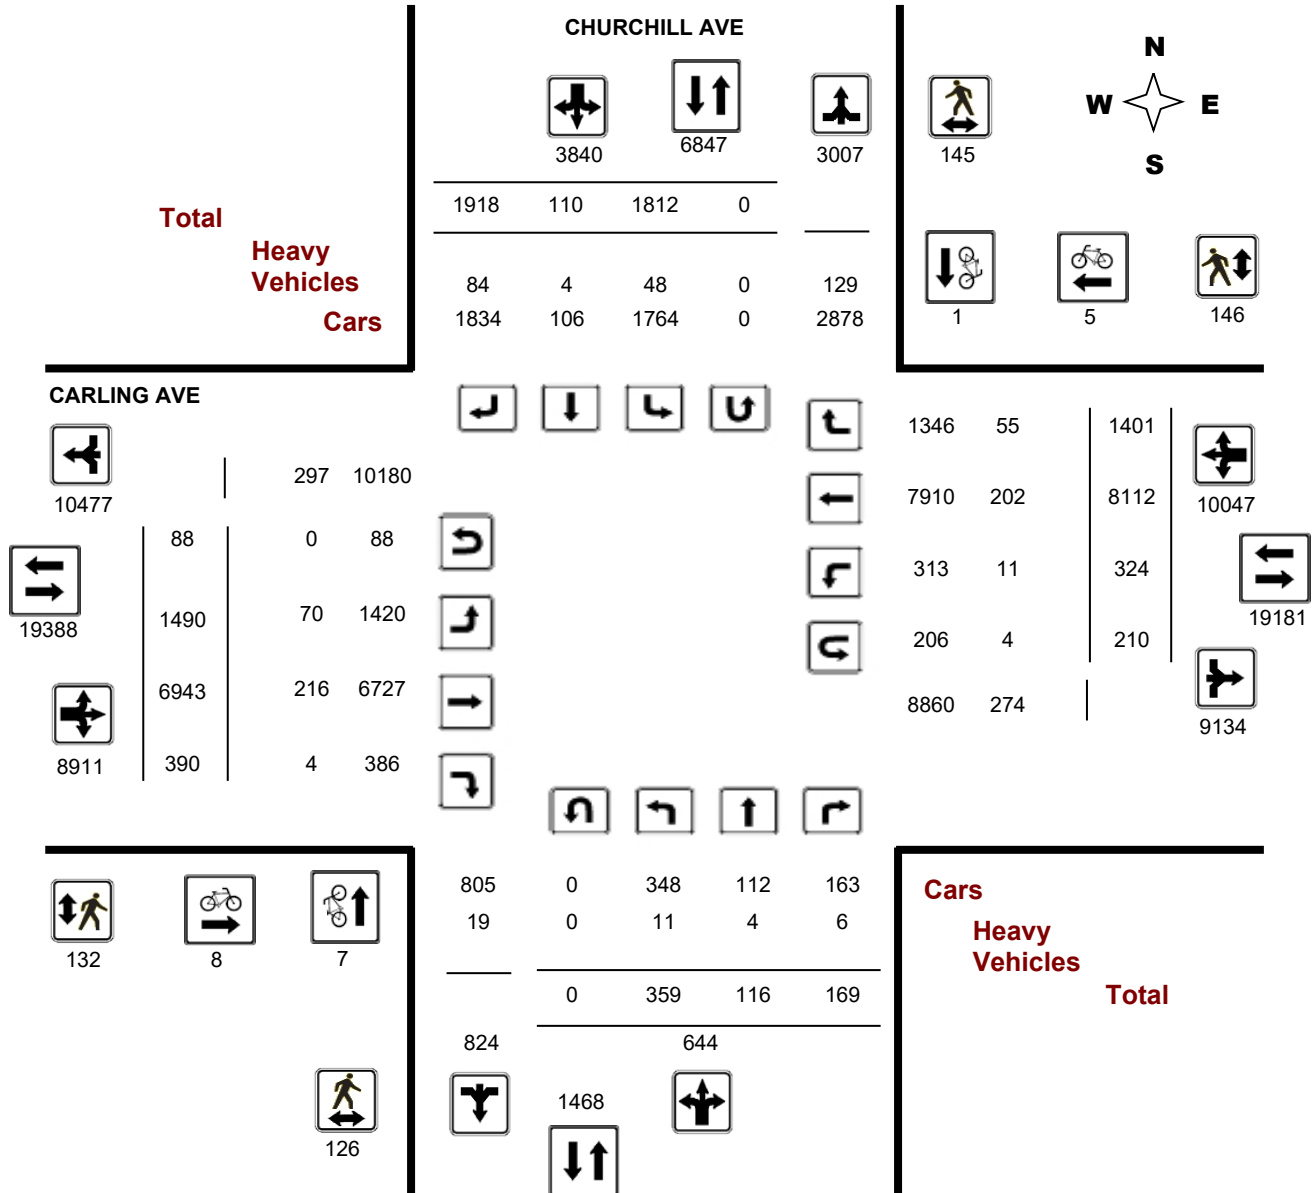 CHURCHILL AVE
N
W E
S
3840 6847 3007 145
1918 110 1812 0
Total
Heavy
Vehicles 84 4 48 0 129
Cars 1834 106 1764 0 2878
1 5 146
CARLING AVE
1346 55 1401
297 10180
10477
7910 202 8112 10047
88 0 88
313 11 324
1490 70 1420
19388
19181
206 4 210
6943 216 6727
8860 274
9134
8911 390 4 386
805 0 348 112 163
Cars
19 0 11 4 6
Heavy
Vehicles
132 8 7
0 359 116 169
Total
824 644
1468
126